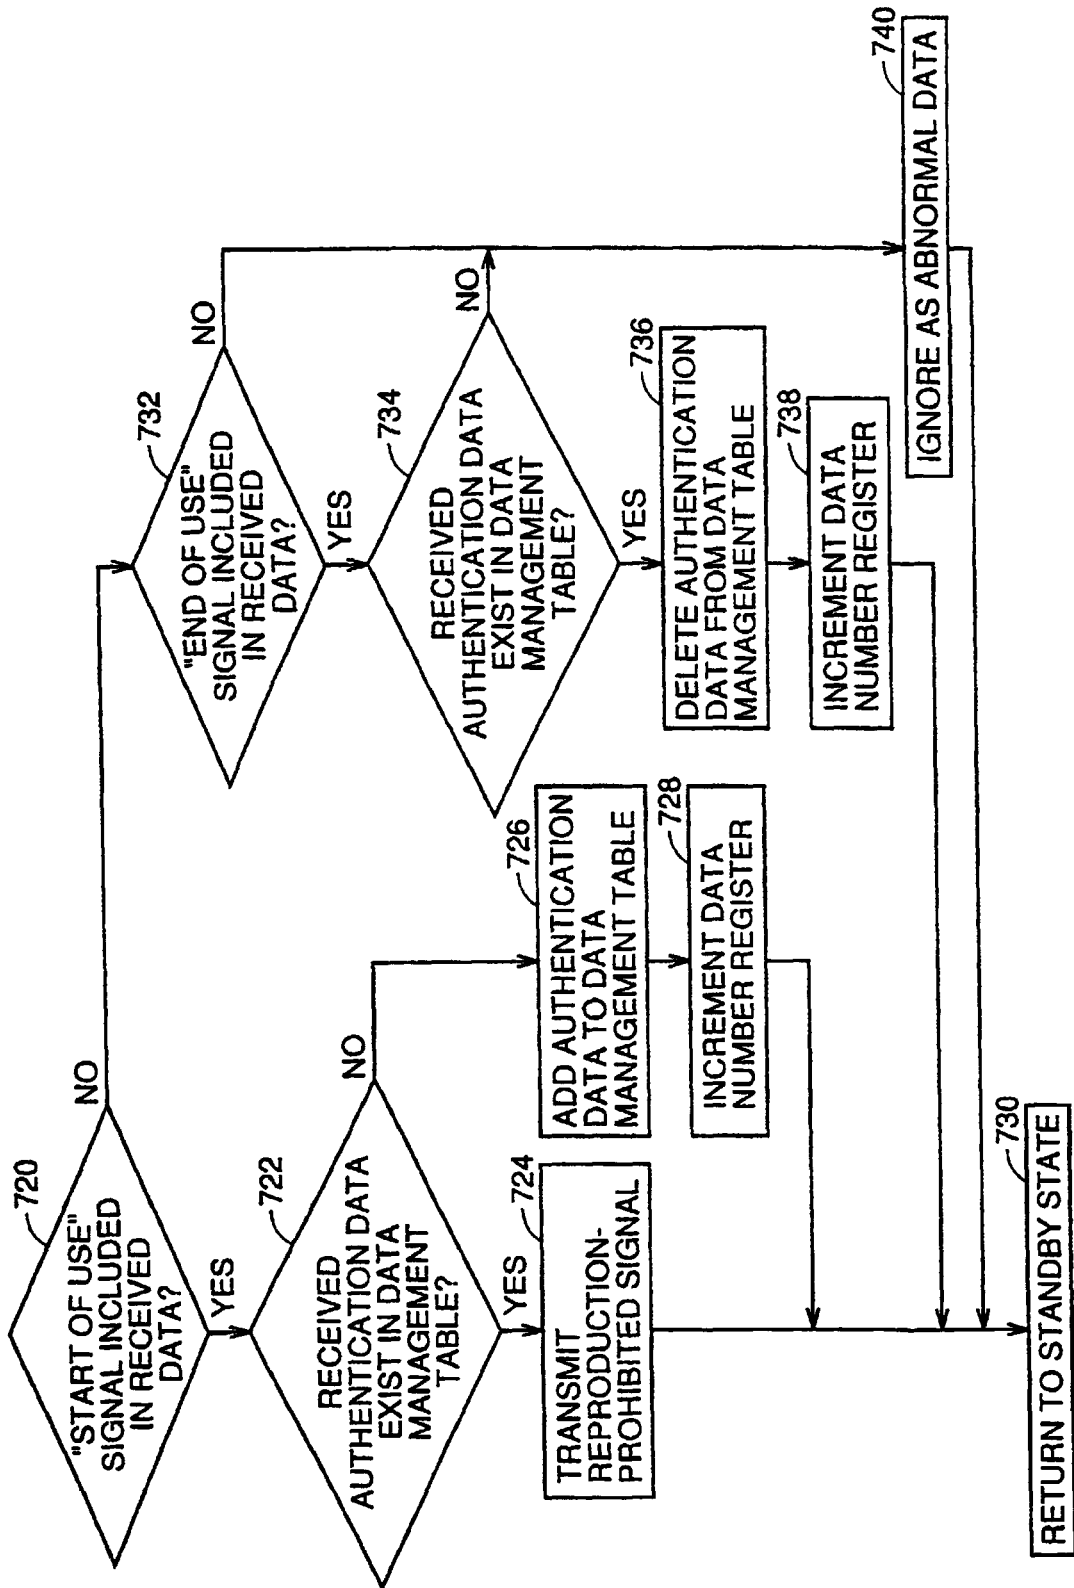 720
"START OF USE"
SIGNAL INCLUDED
IN RECEIVED
DATA?
NO
YES
722
RECEIVED
AUTHENTICATION DATA
EXIST IN DATA
MANAGEMENT
TABLE?
NO
YES
724
TRANSMIT
REPRODUCTION-
PROHIBITED SIGNAL
726
ADD AUTHENTICATION
DATA TO DATA
MANAGEMENT TABLE
728
INCREMENT DATA
NUMBER REGISTER
732
"END OF USE"
SIGNAL INCLUDED
IN RECEIVED
DATA?
NO
YES
734
RECEIVED
AUTHENTICATION DATA
EXIST IN DATA
MANAGEMENT
TABLE?
NO
YES
736
DELETE AUTHENTICATION
DATA FROM DATA
MANAGEMENT TABLE
738
INCREMENT DATA
NUMBER REGISTER
740
IGNORE AS ABNORMAL DATA
730
RETURN TO STANDBY STATE